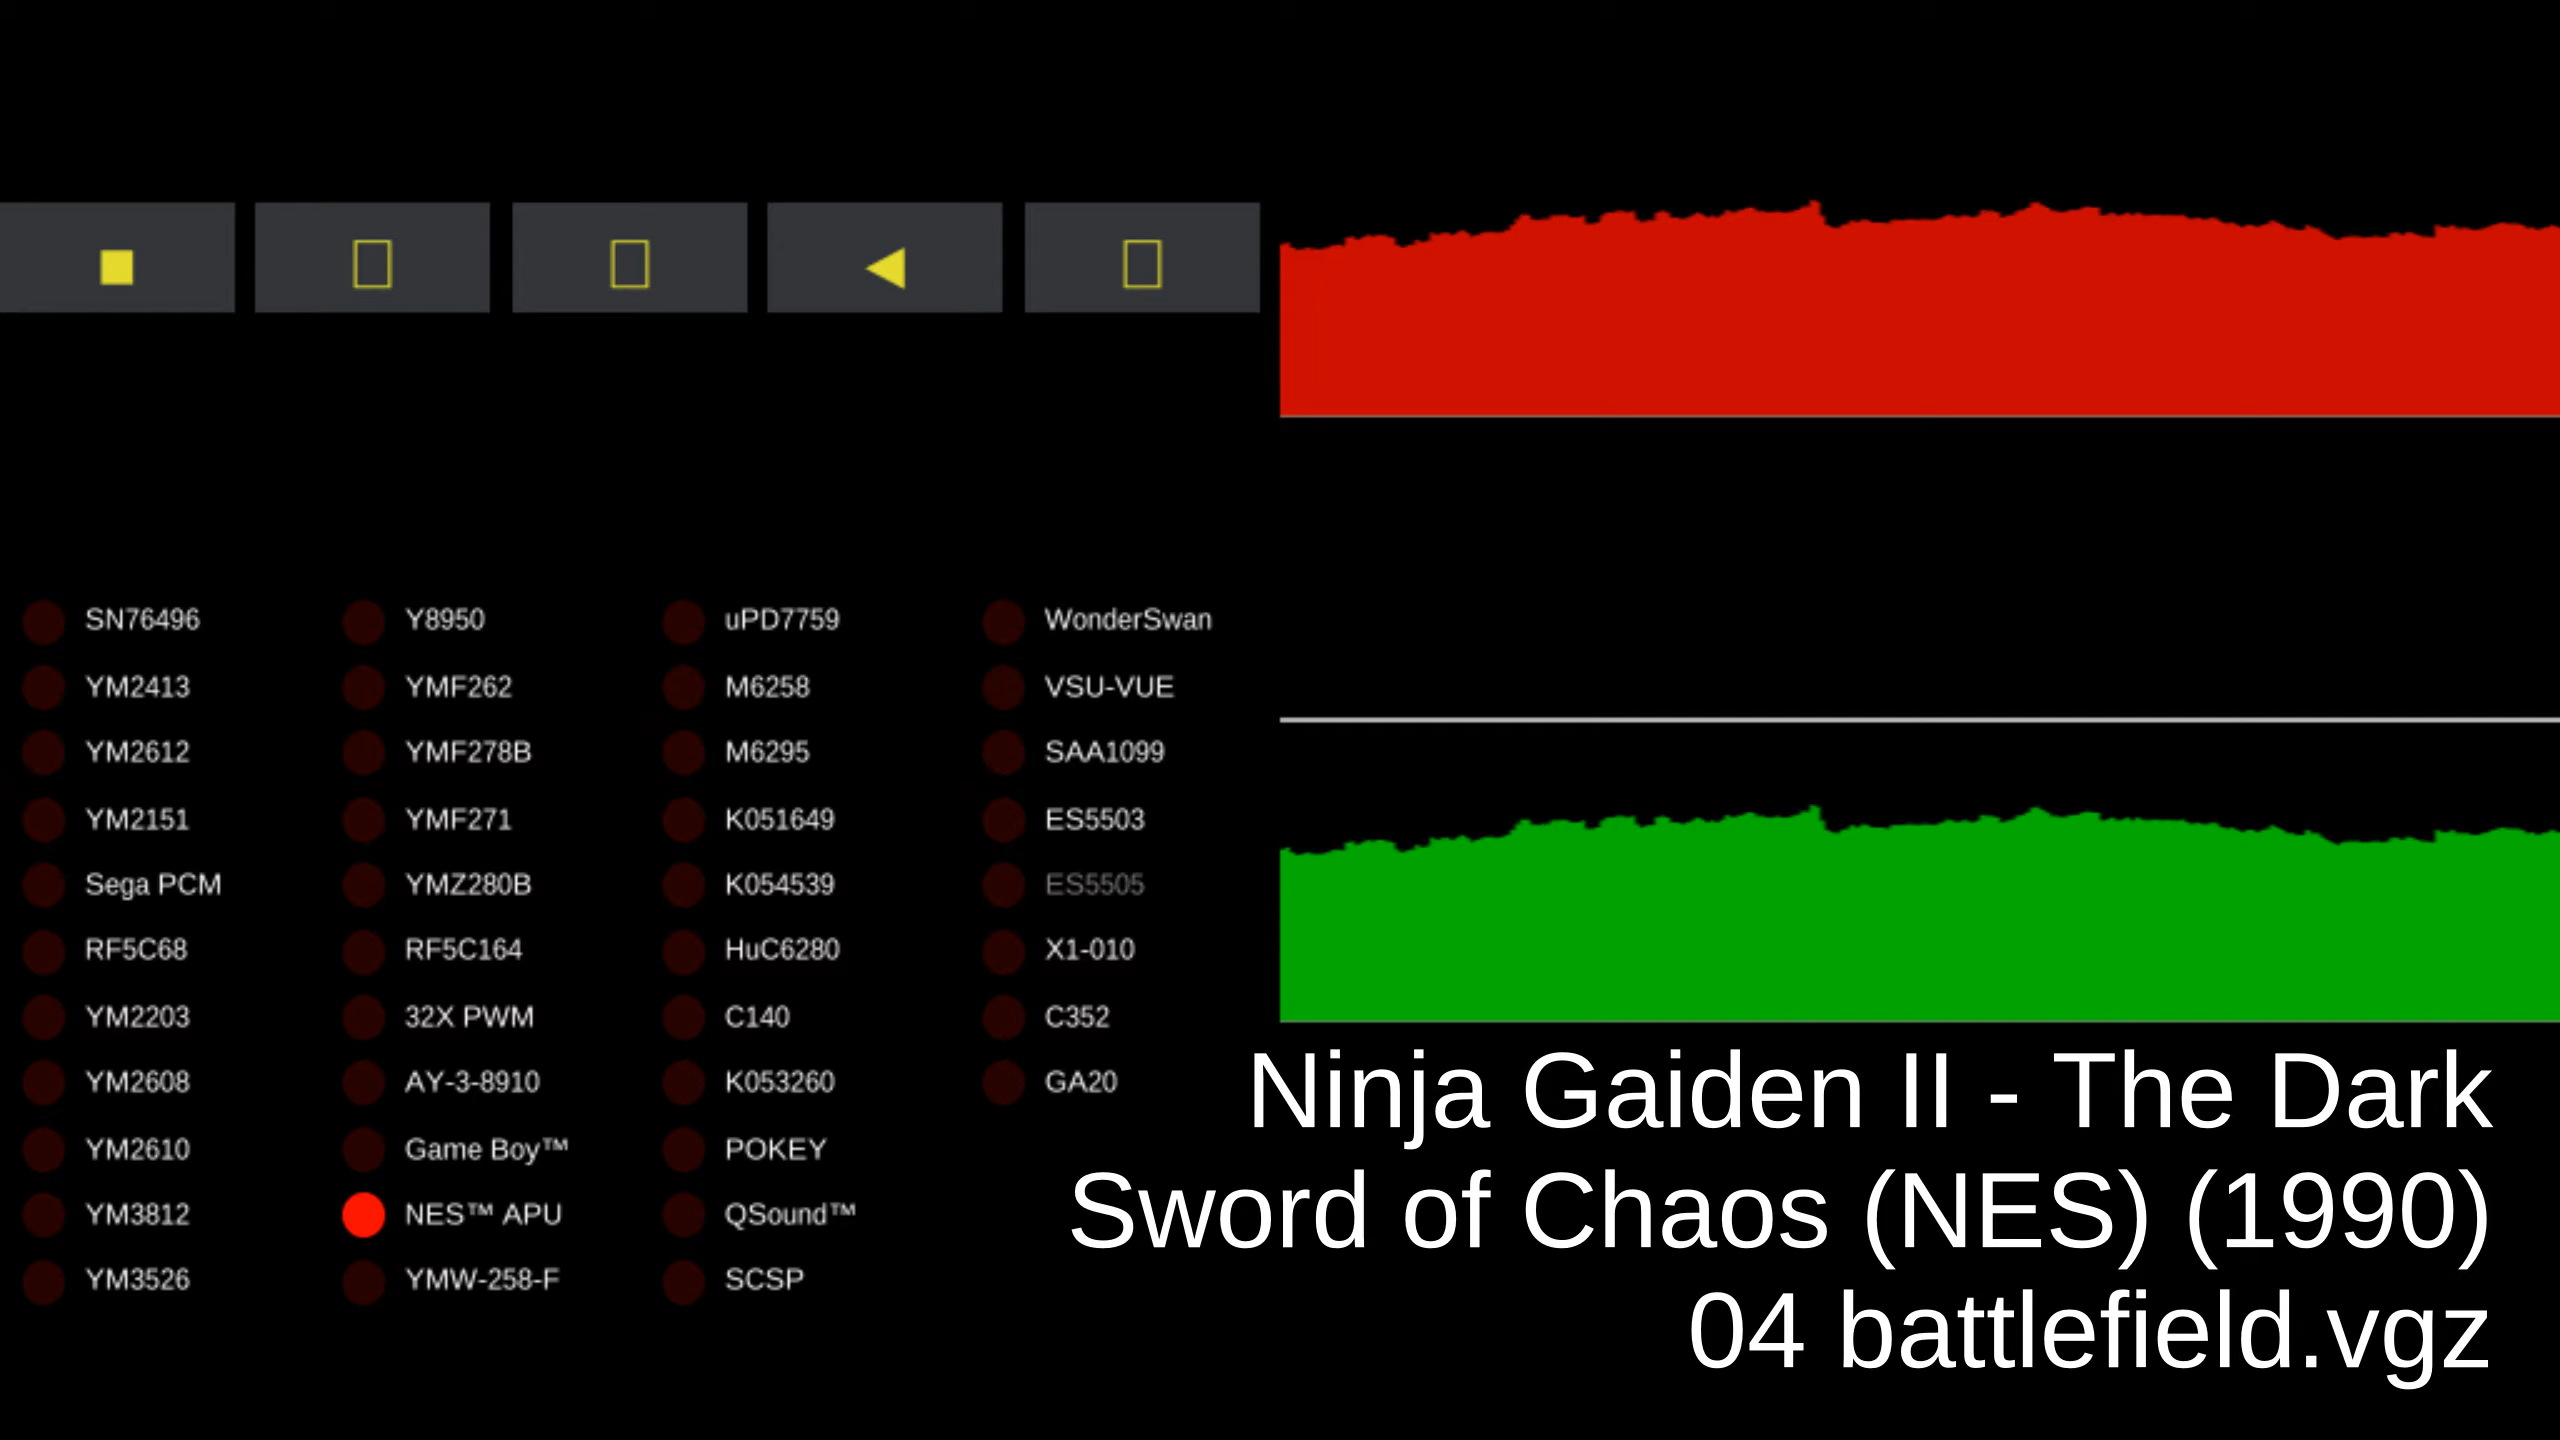 SN76496
YM2413
YM2612
YM2151
Sega PCM
RF5C68
YM2203
YM2608
YM2610
YM3812
YM3526
Y8950
YMF262
YMF278B
YMF271
YMZ280B
RF5C164
32X PWM
AY-3-8910
Game Boy™
NES™ APU
YMW-258-F
uPD7759
M6258
M6295
K051649
K054539
HuC6280
C140
K053260
POKEY
QSound™
SCSP
WonderSwan
VSU-VUE
SAA1099
ES5503
ES5505
X1-010
C352
GA20
Ninja Gaiden II - The Dark
Sword of Chaos (NES) (1990)
04 battlefield.vgz